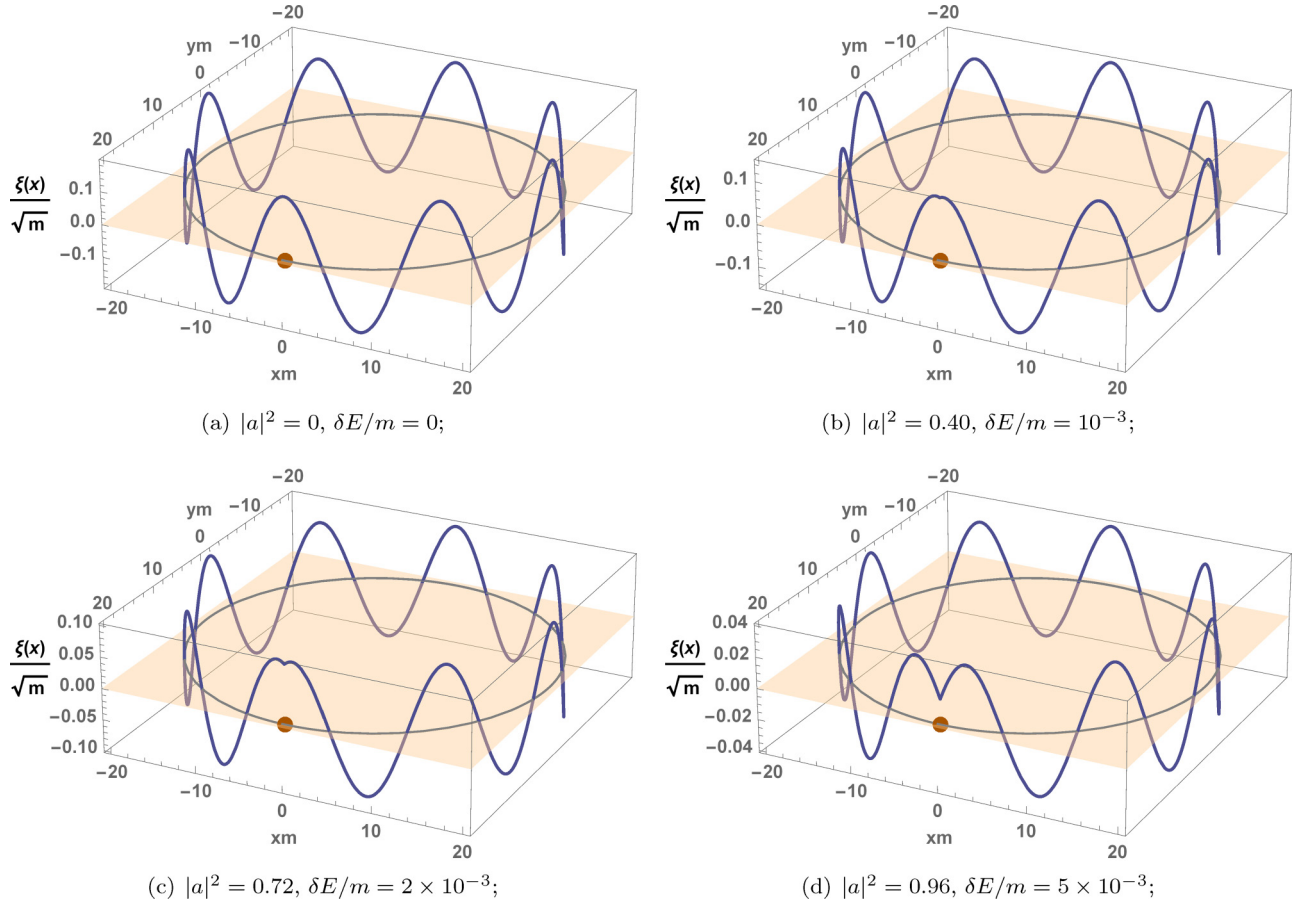 −20
ym
−10
0
10
20
ξ(x)
√m
0.1
0.0
−0.1
−20
−10
0
10
20
xm
(a) |a|² = 0, δE/m = 0;
−20
ym
−10
0
10
20
ξ(x)
√m
0.1
0.0
−0.1
−20
−10
0
10
20
xm
(b) |a|² = 0.40, δE/m = 10⁻³;
−20
ym
−10
0
10
20
ξ(x)
√m
0.10
0.05
0.00
−0.05
−0.10
−20
−10
0
10
20
xm
(c) |a|² = 0.72, δE/m = 2 × 10⁻³;
−20
ym
−10
0
10
20
ξ(x)
√m
0.04
0.02
0.00
−0.02
−0.04
−20
−10
0
10
20
xm
(d) |a|² = 0.96, δE/m = 5 × 10⁻³;